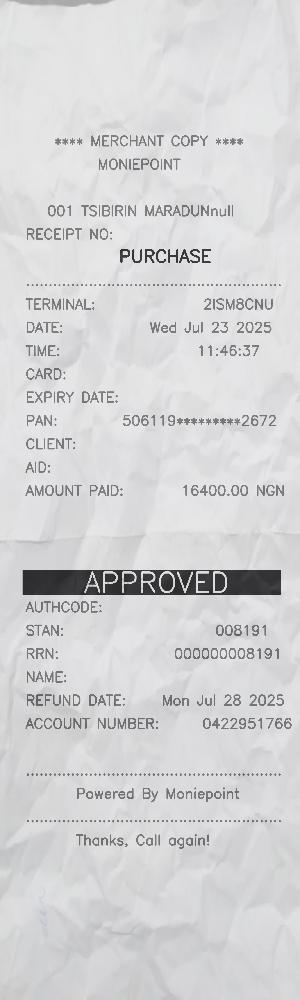 **** MERCHANT COPY ****
MONIEPOINT
001 TSIBIRIN MARADUNnull
RECEIPT NO:
PURCHASE
TERMINAL: 2ISM8CNU
DATE: Wed Jul 23 2025
TIME: 11:46:37
CARD:
EXPIRY DATE:
PAN: 506119*********2672
CLIENT:
AID:
AMOUNT PAID: 16400.00 NGN
APPROVED
AUTHCODE:
STAN: 008191
RRN: 000000008191
NAME:
REFUND DATE: Mon Jul 28 2025
ACCOUNT NUMBER: 0422951766
Powered By Moniepoint
Thanks, Call again!